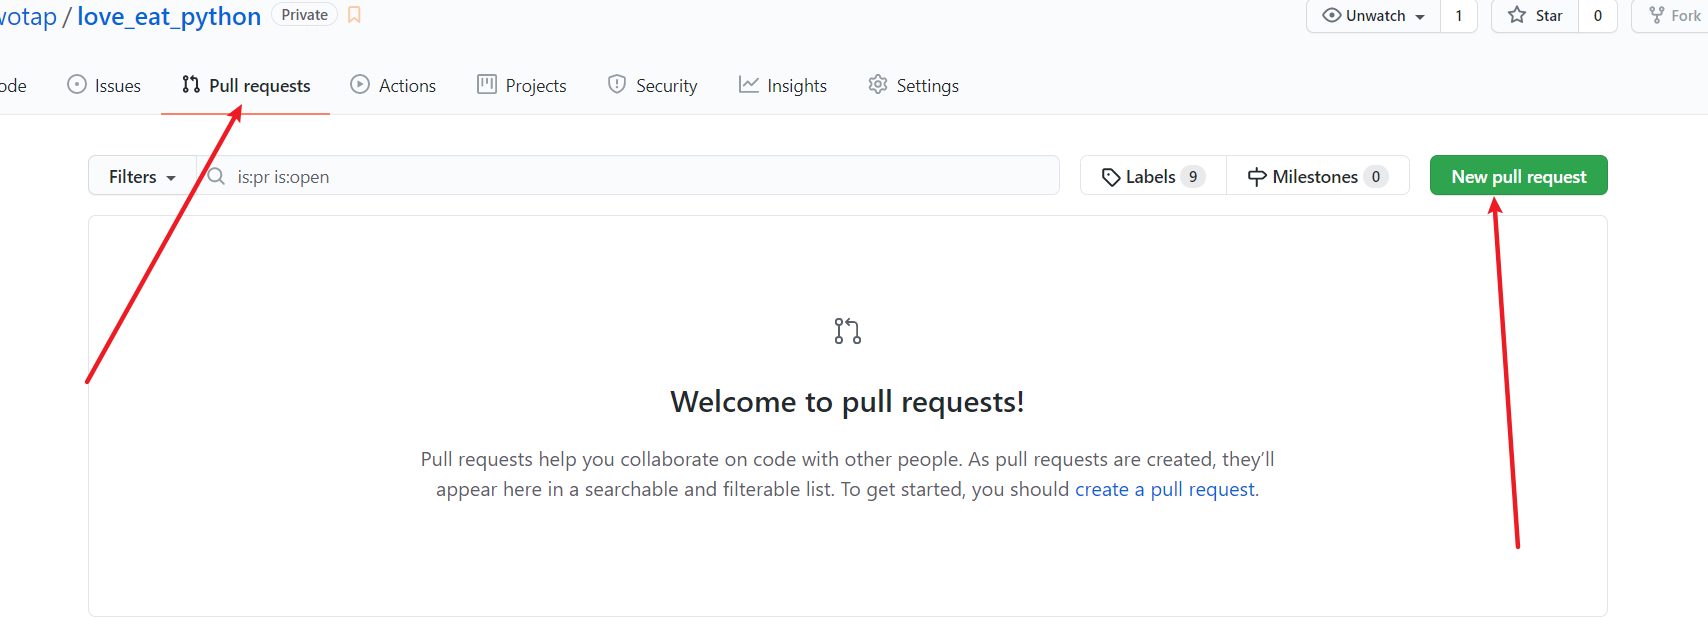 wotap / love_eat_python Private Unwatch 1 Star 0 Fork
ode Issues Pull requests Actions Projects Security Insights Settings
Filters is:pr is:open Labels 9 Milestones 0 New pull request
Welcome to pull requests!
Pull requests help you collaborate on code with other people. As pull requests are created, they’ll
appear here in a searchable and filterable list. To get started, you should create a pull request.